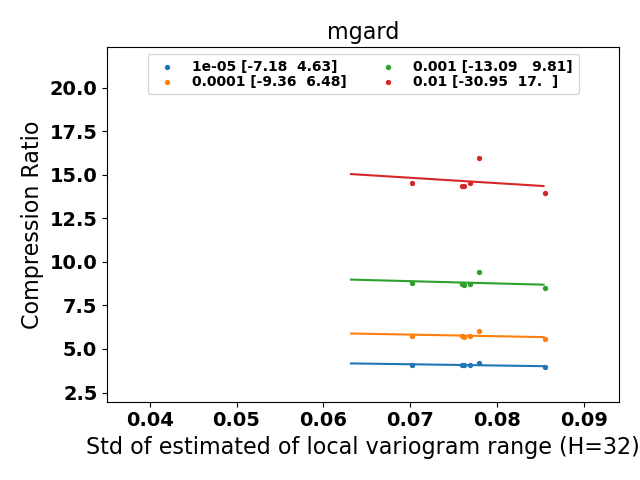 mgard
1e-05 [-7.18  4.63]
0.0001 [-9.36  6.48]
0.001 [-13.09   9.81]
0.01 [-30.95  17.  ]
Compression Ratio
20.0
17.5
15.0
12.5
10.0
7.5
5.0
2.5
0.04 0.05 0.06 0.07 0.08 0.09
Std of estimated of local variogram range (H=32)